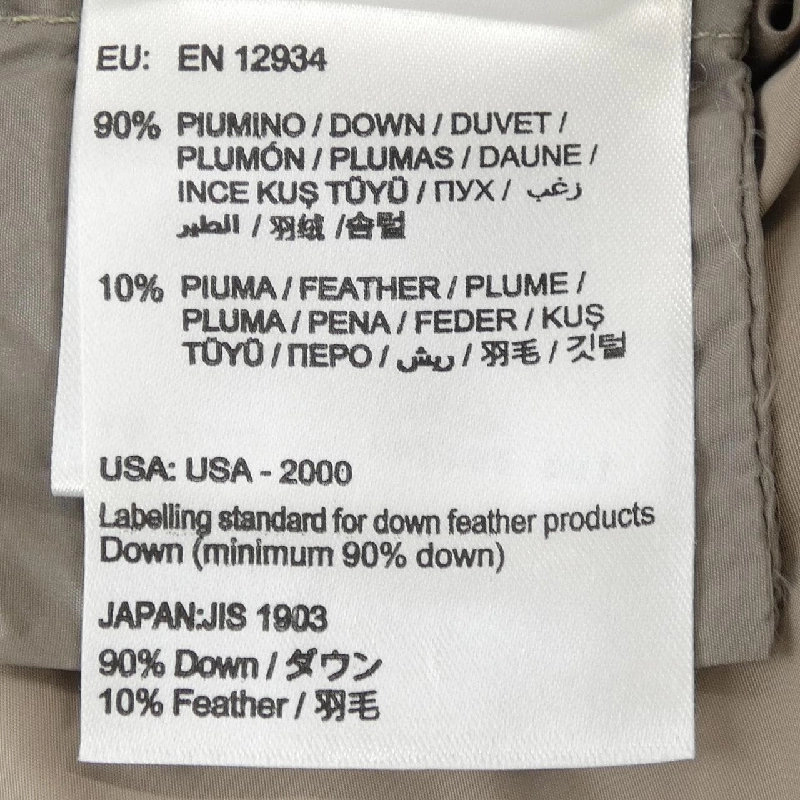 EU: EN 12934
90% PIUMINO / DOWN / DUVET /
PLUMÓN / PLUMAS / DAUNE /
INCE KUŞ TÜYÜ / ПУХ / زغب
الطير / 羽绒 /솜털
10% PIUMA / FEATHER / PLUME /
PLUMA / PENA / FEDER / KUŞ
TÜYÜ / ПЕРО / ريش / 羽毛 / 깃털
USA: USA - 2000
Labelling standard for down feather products
Down (minimum 90% down)
JAPAN:JIS 1903
90% Down / ダウン
10% Feather / 羽毛